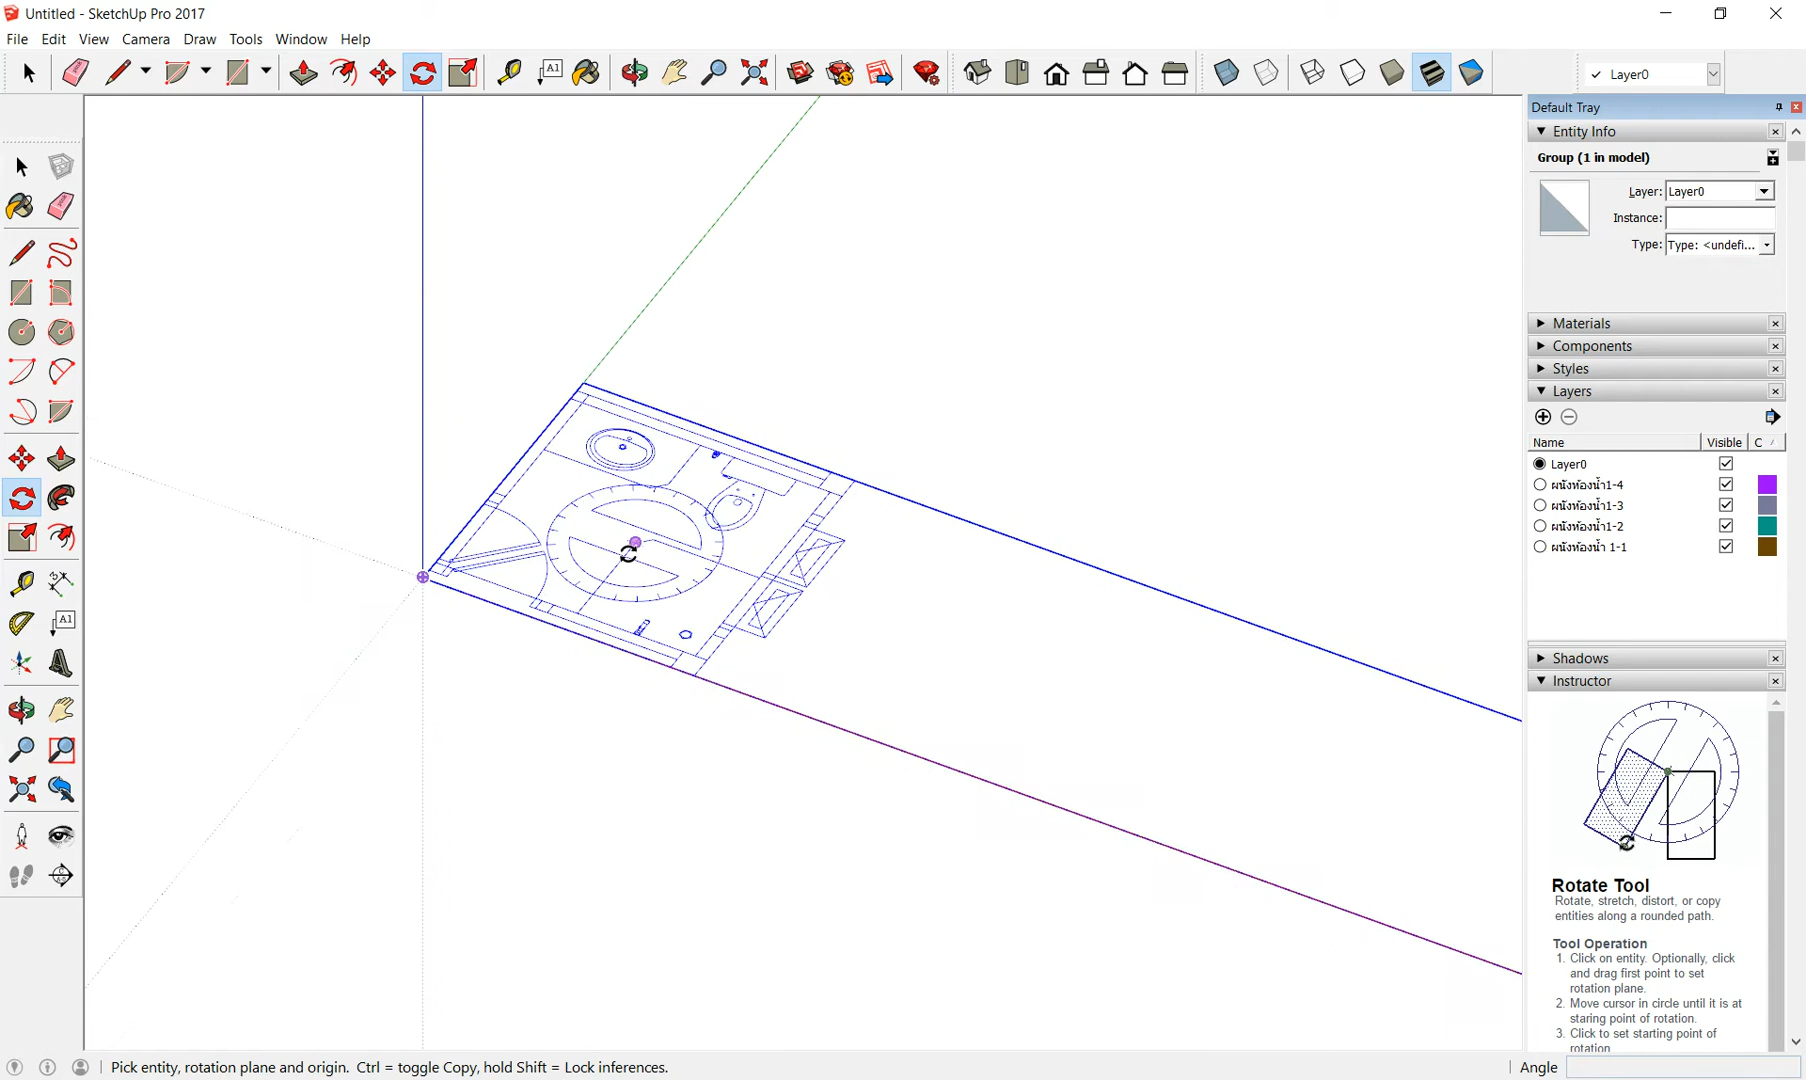 Untitled - SketchUp Pro 2017
File Edit View Camera Draw Tools Window Help
A1
Layer0
Default Tray
Entity Info
Group (1 in model)
Layer: Layer0
Instance:
Type: Type: <undefi...
Materials
Components
Styles
Layers
Name Visible C
Layer0
ผนังห้องน้ำ1-4
ผนังห้องน้ำ1-3
ผนังห้องน้ำ1-2
ผนังห้องน้ำ 1-1
A1
Shadows
Instructor
Rotate Tool
Rotate, stretch, distort, or copy
entities along a rounded path.
Tool Operation
1. Click on entity. Optionally, click
and drag first point to set
rotation plane.
2. Move cursor in circle until it is at
staring point of rotation.
3. Click to set starting point of
rotation
Pick entity, rotation plane and origin. Ctrl = toggle Copy, hold Shift = Lock inferences.
Angle